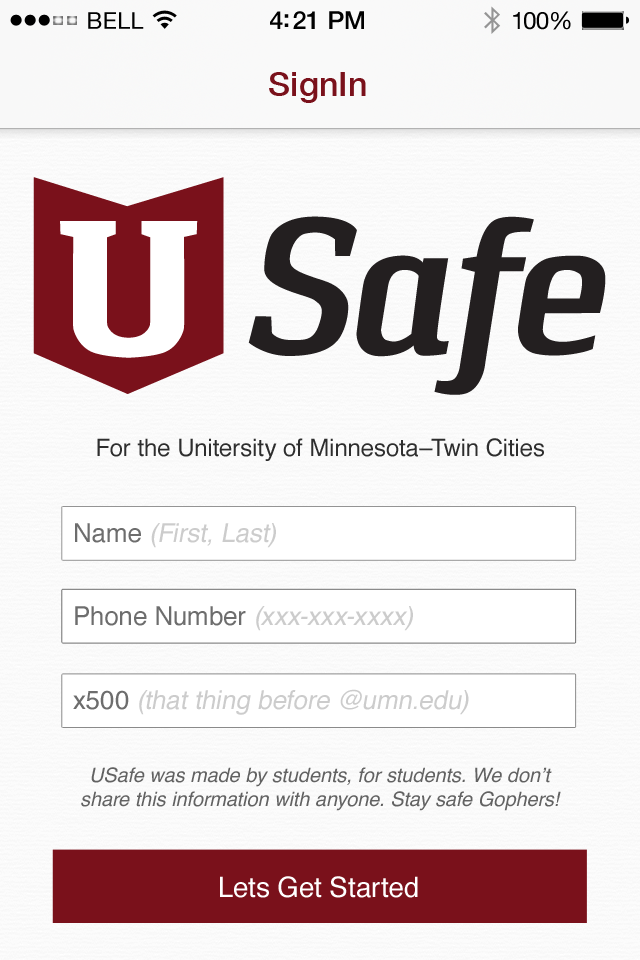 BELL 4:21 PM 100%
SignIn
U Safe
For the Unitersity of Minnesota–Twin Cities
Name (First, Last)
Phone Number (xxx-xxx-xxxx)
x500 (that thing before @umn.edu)
USafe was made by students, for students. We don’t
share this information with anyone. Stay safe Gophers!
Lets Get Started